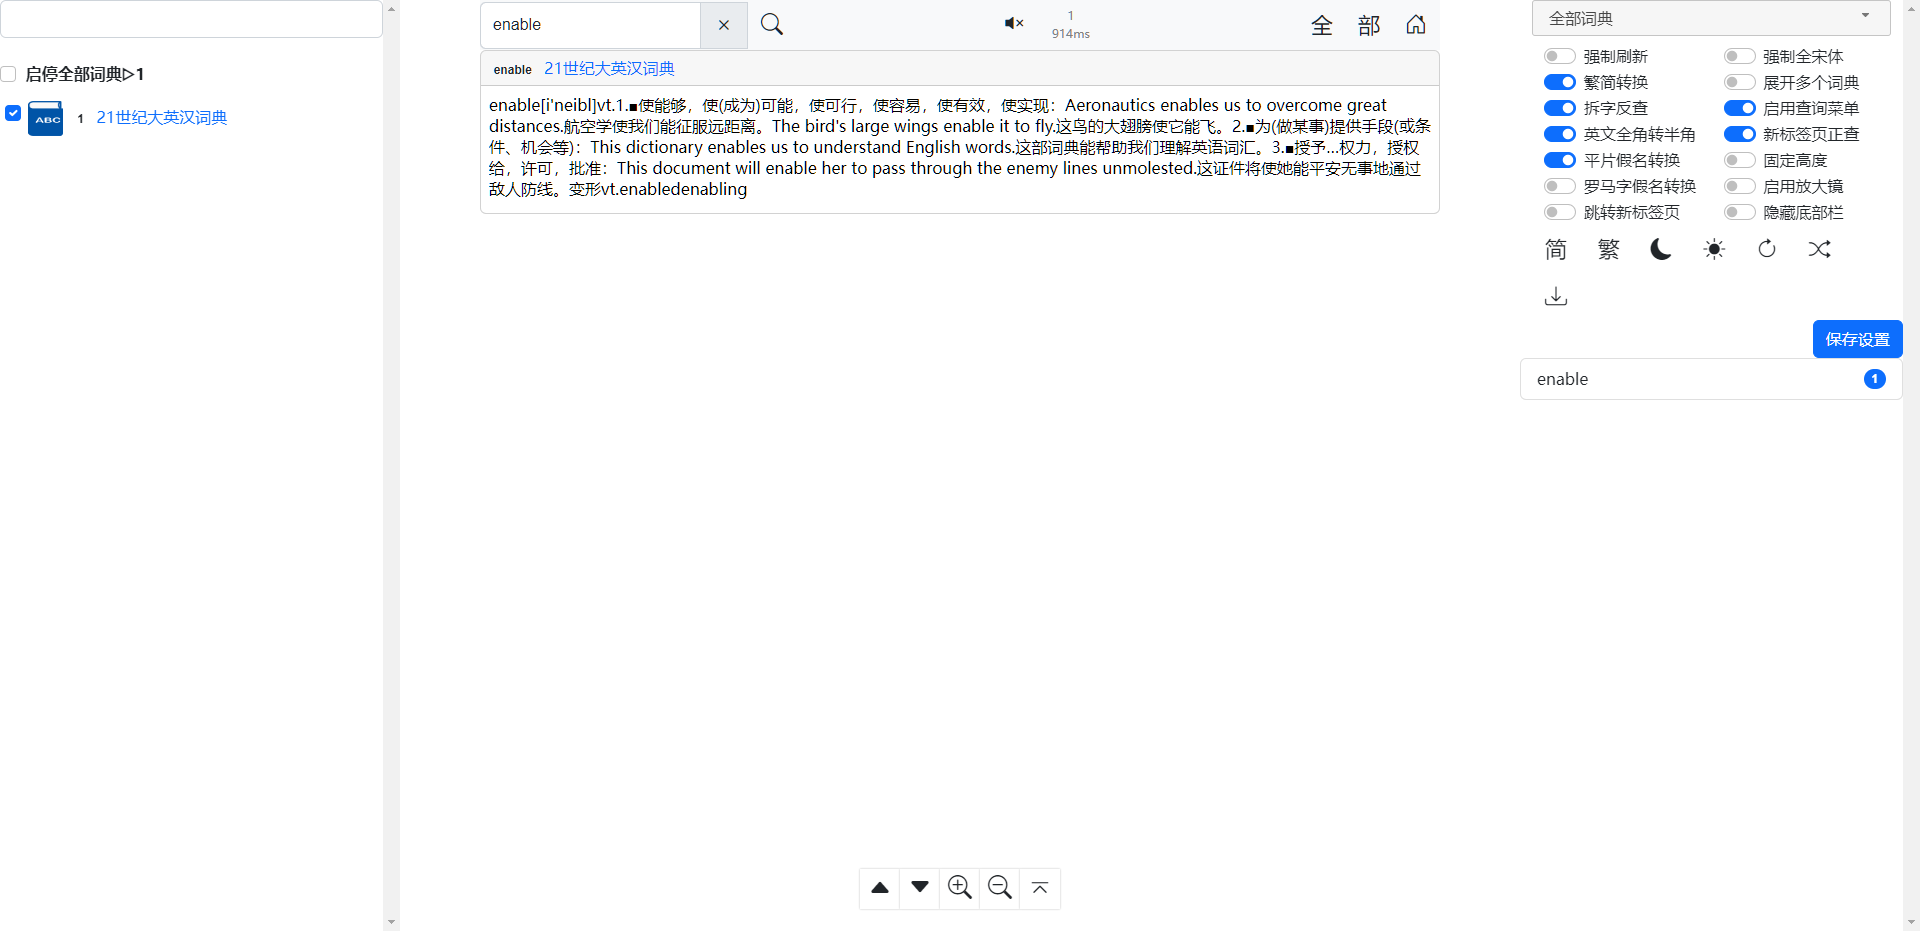 启停全部词典▷1
ABC
1 21世纪大英汉词典
enable
1
914ms
全 部
enable 21世纪大英汉词典
enable[i'neibl]vt.1.■使能够，使(成为)可能，使可行，使容易，使有效，使实现：Aeronautics enables us to overcome great
distances.航空学使我们能征服远距离。The bird's large wings enable it to fly.这鸟的大翅膀使它能飞。2.■为(做某事)提供手段(或条
件、机会等)：This dictionary enables us to understand English words.这部词典能帮助我们理解英语词汇。3.■授予...权力，授权
给，许可，批准：This document will enable her to pass through the enemy lines unmolested.这证件将使她能平安无事地通过
敌人防线。变形vt.enabledenabling
全部词典
强制刷新 强制全宋体
繁简转换 展开多个词典
拆字反查 启用查询菜单
英文全角转半角 新标签页正查
平片假名转换 固定高度
罗马字假名转换 启用放大镜
跳转新标签页 隐藏底部栏
简 繁
保存设置
enable 1